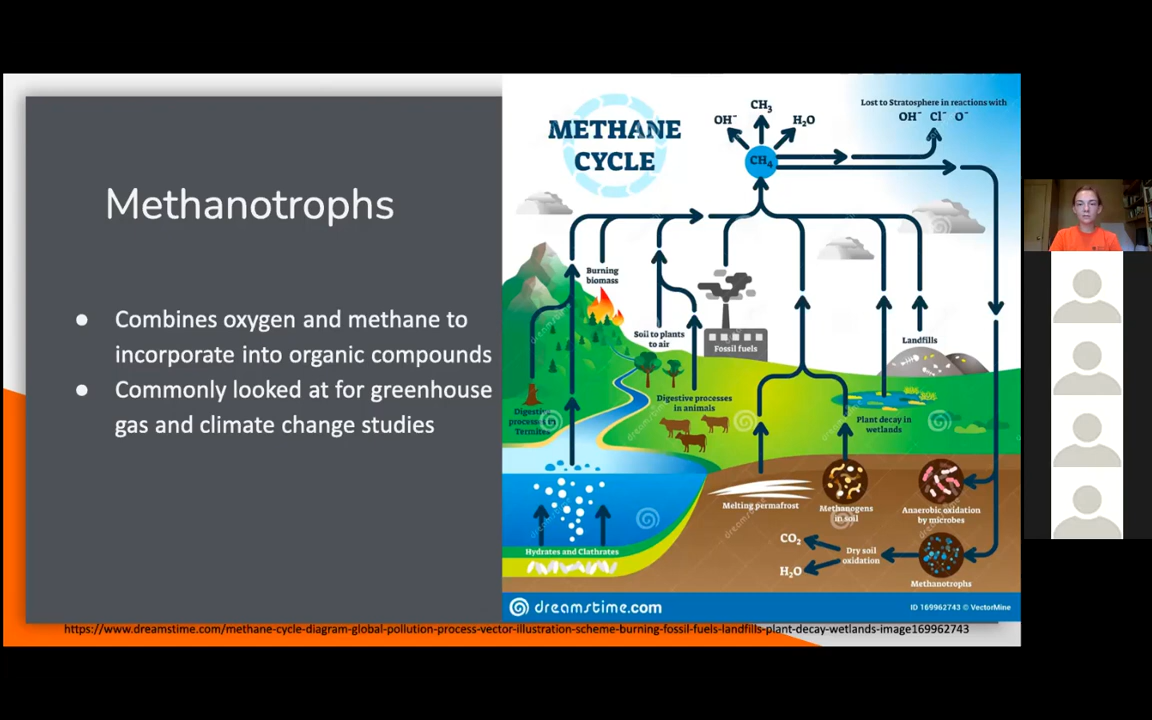 Methanotrophs
● Combines oxygen and methane to
incorporate into organic compounds
● Commonly looked at for greenhouse
gas and climate change studies
METHANE
CYCLE
OH⁻
CH₃
H₂O
CH₄
Lost to Stratosphere in reactions with
OH⁻ Cl⁻ O⁻
Burning
biomass
Soil to plants
to air
Fossil fuels
Landfills
Digestive
processes in
Termites
Digestive processes
in animals
Plant decay in
wetlands
Melting permafrost
Methanogens
in soil
Anaerobic oxidation
by microbes
Hydrates and Clathrates
CO₂
H₂O
Dry soil
oxidation
Methanotrophs
dreamstime.com
ID 169962743 © VectorMine
https://www.dreamstime.com/methane-cycle-diagram-global-pollution-process-vector-illustration-scheme-burning-fossil-fuels-landfills-plant-decay-wetlands-image169962743